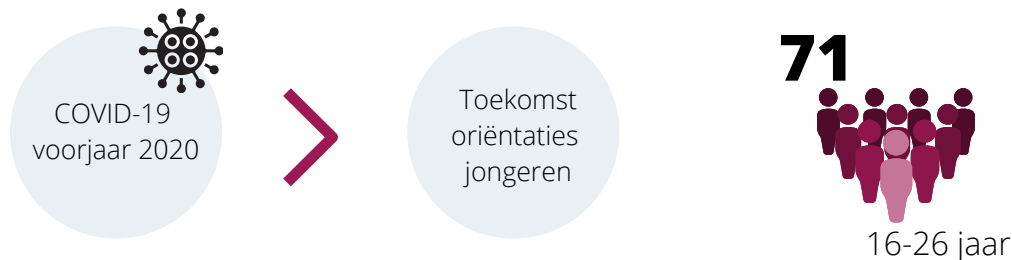 COVID-19
voorjaar 2020
Toekomst
oriëntaties
jongeren
71
16-26 jaar